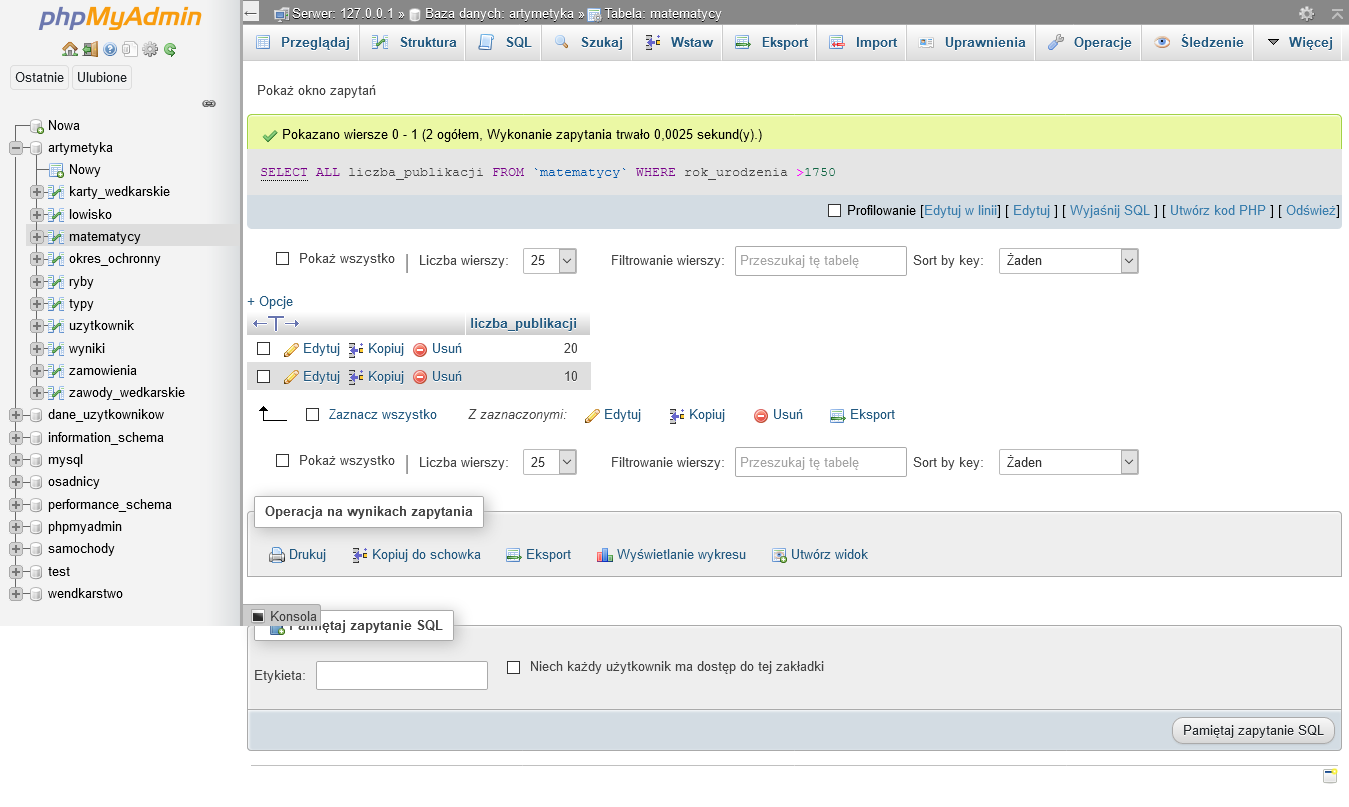 phpMyAdmin
Ostatnie Ulubione
Nowa
artymetyka
Nowy
karty_wedkarskie
lowisko
matematycy
okres_ochronny
ryby
typy
uzytkownik
wyniki
zamowienia
zawody_wedkarskie
dane_uzytkownikow
information_schema
mysql
osadnicy
performance_schema
phpmyadmin
samochody
test
wendkarstwo
Serwer: 127.0.0.1 » Baza danych: artymetyka » Tabela: matematycy
Przeglądaj Struktura SQL Szukaj Wstaw Eksport Import Uprawnienia Operacje Śledzenie Więcej
Pokaż okno zapytań
Pokazano wiersze 0 - 1 (2 ogółem, Wykonanie zapytania trwało 0,0025 sekund(y).)
SELECT ALL liczba_publikacji FROM `matematycy` WHERE rok_urodzenia >1750
Profilowanie [Edytuj w linii] [ Edytuj ] [ Wyjaśnij SQL ] [ Utwórz kod PHP ] [ Odśwież]
Pokaż wszystko | Liczba wierszy: 25 Filtrowanie wierszy: Przeszukaj tę tabelę Sort by key: Żaden
+ Opcje
←T→ liczba_publikacji
Edytuj Kopiuj Usuń 20
Edytuj Kopiuj Usuń 10
Zaznacz wszystko Z zaznaczonymi: Edytuj Kopiuj Usuń Eksport
Pokaż wszystko | Liczba wierszy: 25 Filtrowanie wierszy: Przeszukaj tę tabelę Sort by key: Żaden
Operacja na wynikach zapytania
Drukuj Kopiuj do schowka Eksport Wyświetlanie wykresu Utwórz widok
Konsola
Pamiętaj zapytanie SQL
Etykieta: Niech każdy użytkownik ma dostęp do tej zakładki
Pamiętaj zapytanie SQL